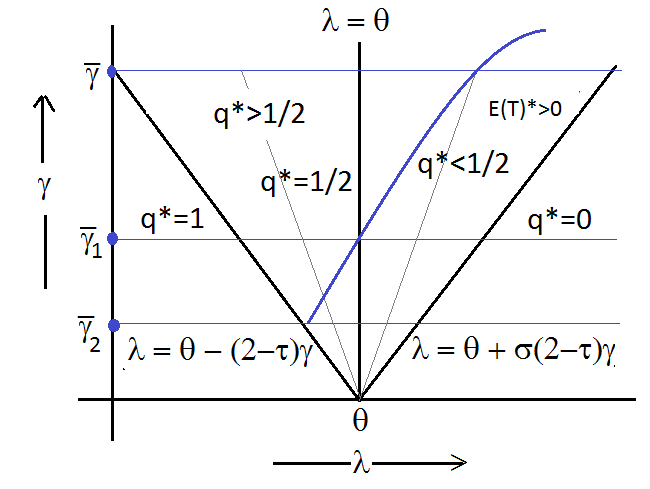 λ = θ
γ̅
q*>1/2
E(T)*>0
q*<1/2
q*=1/2
γ
q*=1
q*=0
γ̅₁
γ̅₂
λ = θ − (2−τ)γ
λ = θ + σ(2−τ)γ
θ
λ